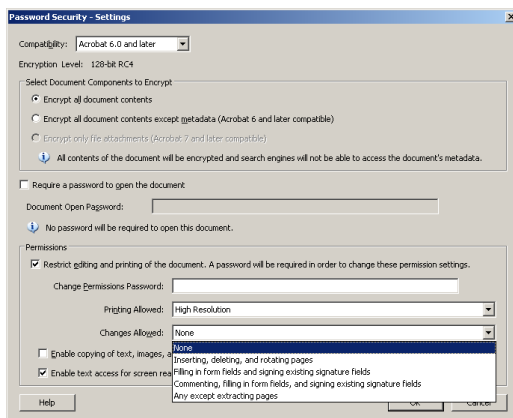 Password Security - Settings
Compatibility: Acrobat 6.0 and later
Encryption Level: 128-bit RC4
Select Document Components to Encrypt
Encrypt all document contents
Encrypt all document contents except metadata (Acrobat 6 and later compatible)
Encrypt only file attachments (Acrobat 7 and later compatible)
All contents of the document will be encrypted and search engines will not be able to access the document's metadata.
Require a password to open the document
Document Open Password:
No password will be required to open this document.
Permissions
Restrict editing and printing of the document. A password will be required in order to change these permission settings.
Change Permissions Password:
Printing Allowed: High Resolution
Changes Allowed: None
None
Enable copying of text, images, a
Inserting, deleting, and rotating pages
Filling in form fields and signing existing signature fields
Enable text access for screen rea
Commenting, filling in form fields, and signing existing signature fields
Any except extracting pages
Help
OK
Cancel